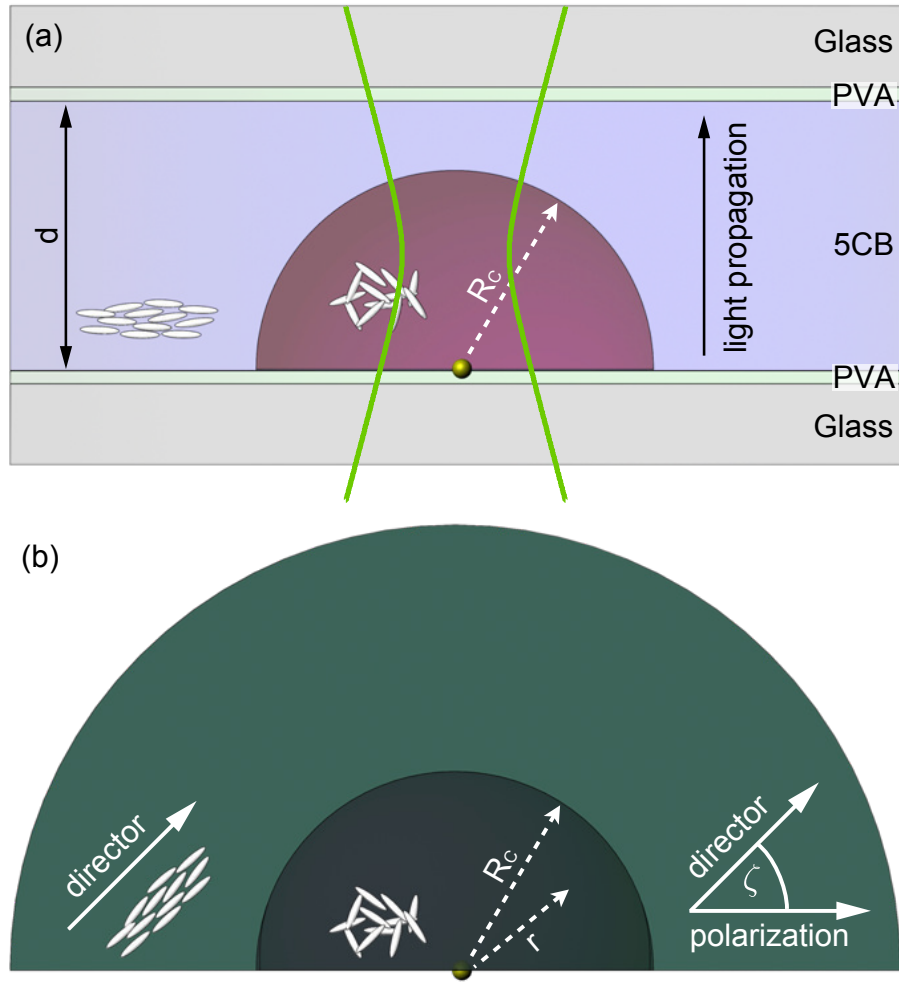 (a)
Glass
PVA
d
R_C
light propagation
5CB
PVA
Glass
(b)
director
R_C
r
director
ζ
polarization